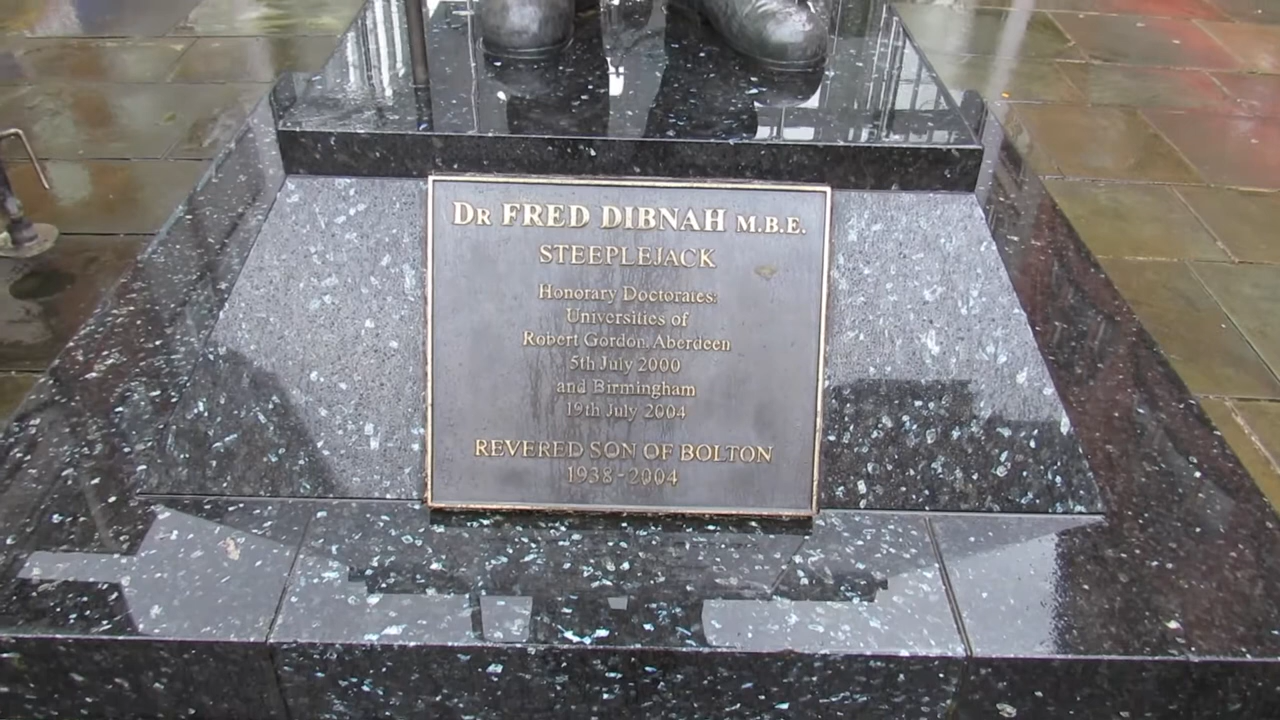 DR FRED DIBNAH M.B.E.
STEEPLEJACK
Honorary Doctorates:
Universities of
Robert Gordon, Aberdeen
5th July 2000
and Birmingham
19th July 2004
REVERED SON OF BOLTON
1938-2004